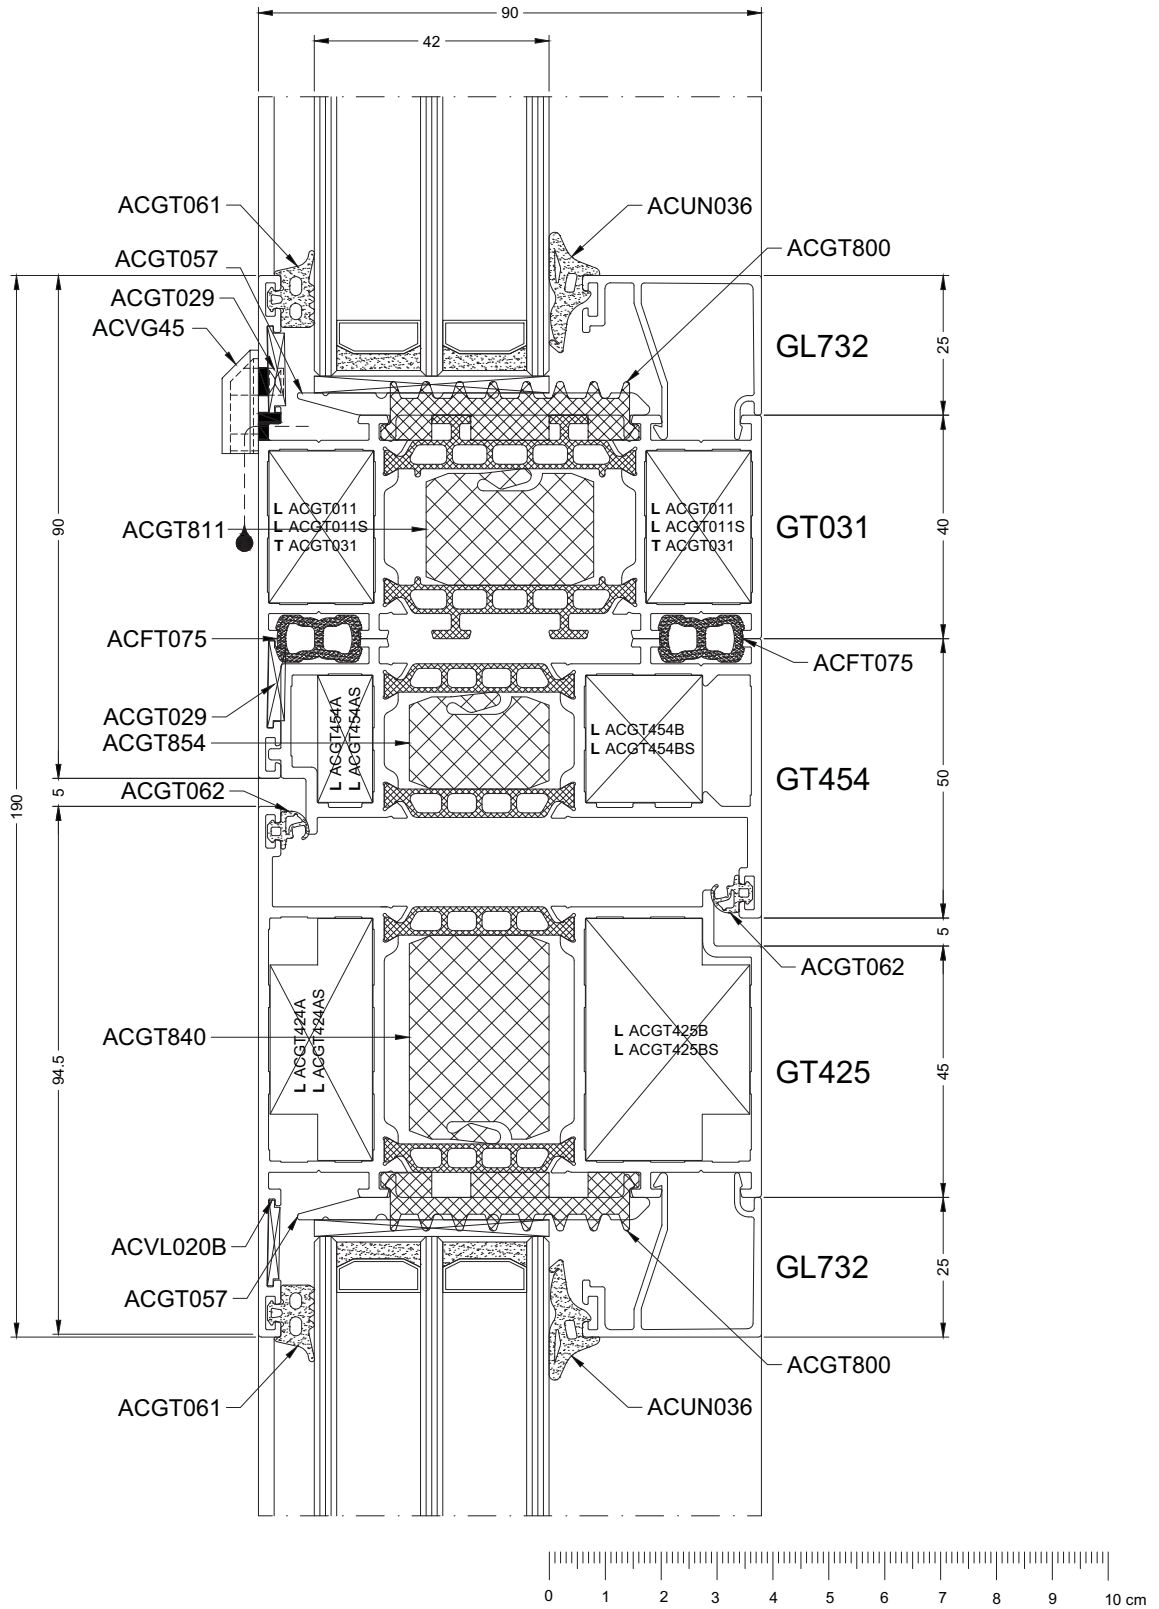 90
42
ACGT061
ACUN036
ACGT057
ACGT800
ACGT029
ACVG45
GL732
25
90
L ACGT011
L ACGT011S
T ACGT031
L ACGT011
L ACGT011S
T ACGT031
ACGT811
GT031
40
ACFT075
ACFT075
ACGT029
L ACGT454A
L ACGT454AS
L ACGT454B
L ACGT454BS
ACGT854
GT454
50
190
5
ACGT062
5
ACGT062
L ACGT424A
L ACGT424AS
L ACGT425B
L ACGT425BS
ACGT840
GT425
45
94.5
ACVL020B
ACGT057
GL732
25
ACGT800
ACGT061
ACUN036
0 1 2 3 4 5 6 7 8 9 10 cm